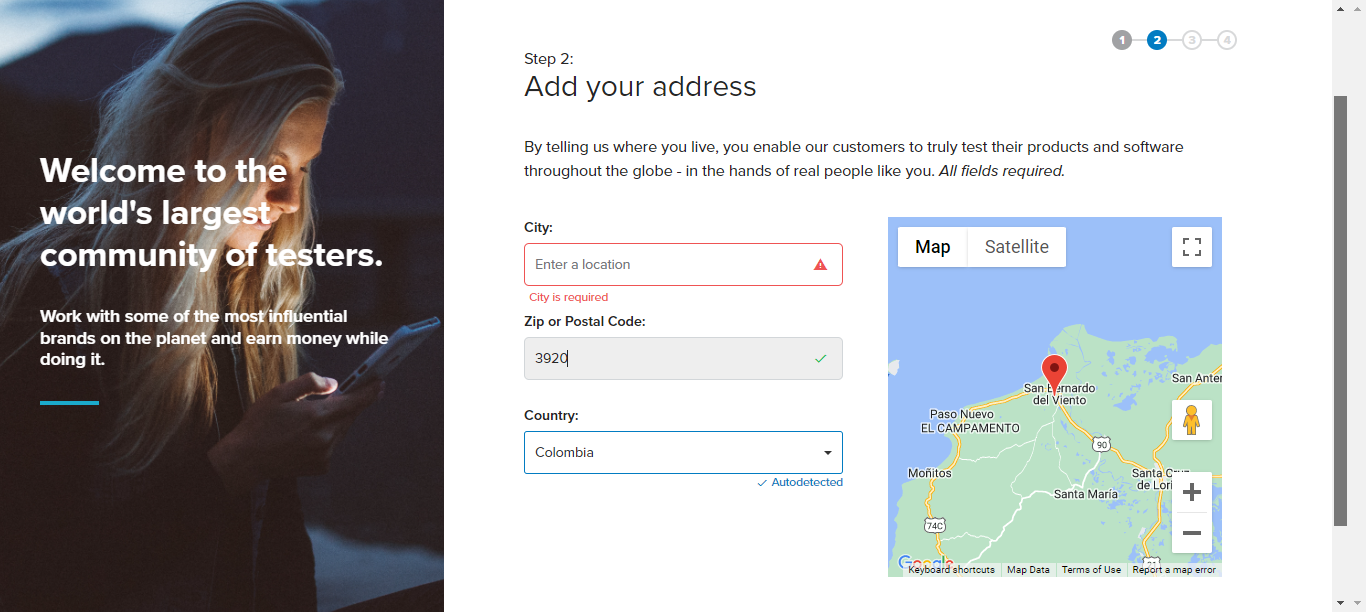 Welcome to the
world's largest
community of testers.
Work with some of the most influential
brands on the planet and earn money while
doing it.
1 2 3 4
Step 2:
Add your address
By telling us where you live, you enable our customers to truly test their products and software
throughout the globe - in the hands of real people like you. All fields required.
City:
Enter a location
City is required
Zip or Postal Code:
3920
Country:
Colombia
Autodetected
Map Satellite
San Bernardo
del Viento
San Anter
Paso Nuevo
EL CAMPAMENTO
90
Moñitos
Santa Cruz
de Lori
Santa María
74C
Google
Keyboard shortcuts Map Data Terms of Use Report a map error